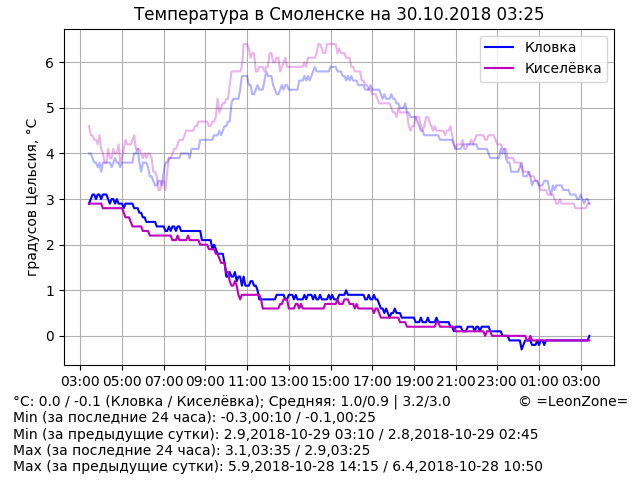 Температура в Смоленске на 30.10.2018 03:25
Кловка
Киселёвка
градусов Цельсия, °C
6
5
4
3
2
1
0
03:00 05:00 07:00 09:00 11:00 13:00 15:00 17:00 19:00 21:00 23:00 01:00 03:00
°C: 0.0 / -0.1 (Кловка / Киселёвка); Средняя: 1.0/0.9 | 3.2/3.0 © =LeonZone=
Min (за последние 24 часа): -0.3,00:10 / -0.1,00:25
Min (за предыдущие сутки): 2.9,2018-10-29 03:10 / 2.8,2018-10-29 02:45
Max (за последние 24 часа): 3.1,03:35 / 2.9,03:25
Max (за предыдущие сутки): 5.9,2018-10-28 14:15 / 6.4,2018-10-28 10:50